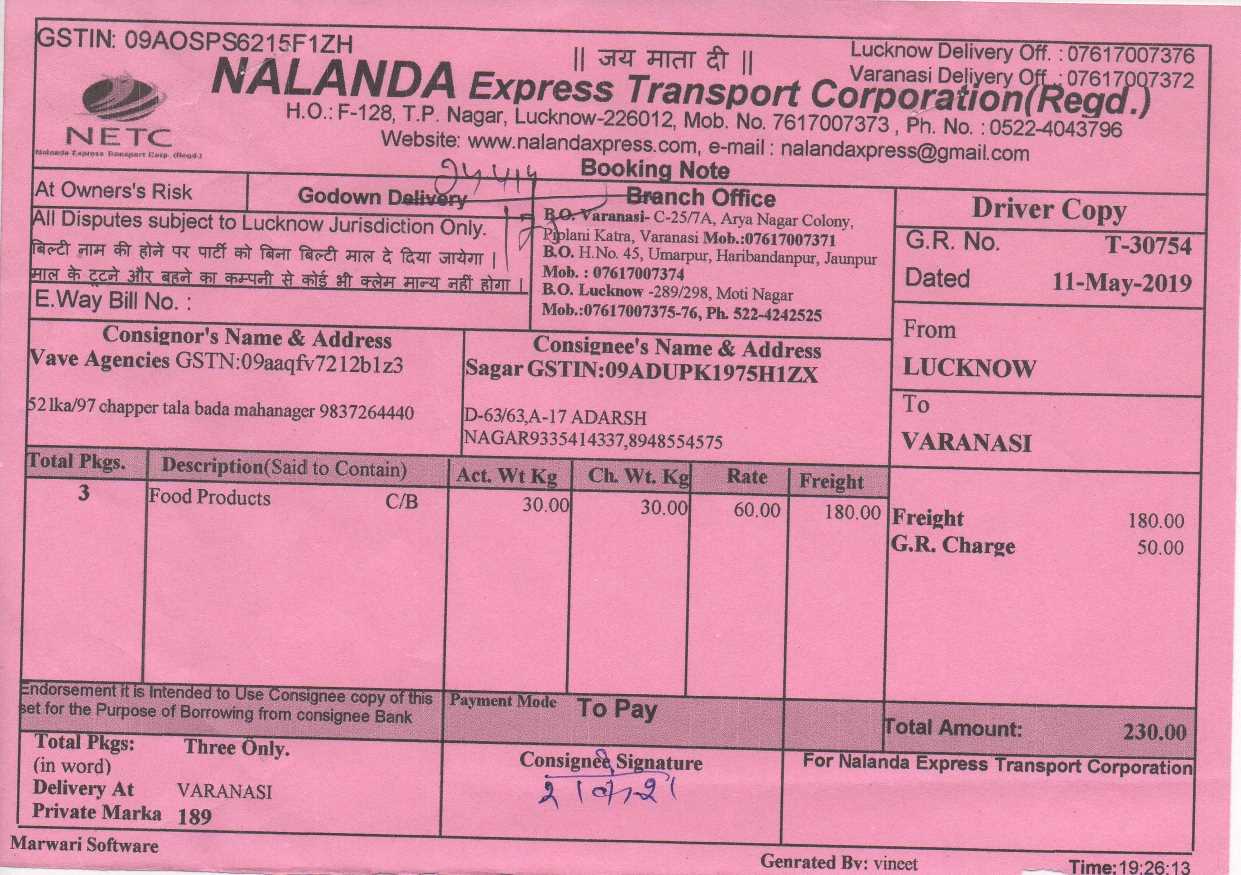 GSTIN: 09AOSPS6215F1ZH
|| जय माता दी ||
Lucknow Delivery Off. : 07617007376
Varanasi Delivery Off. : 07617007372
NALANDA Express Transport Corporation(Regd.)
NETC
Nalanda Express Transport Corp. (Regd.)
H.O.: F-128, T.P. Nagar, Lucknow-226012, Mob. No. 7617007373 , Ph. No. : 0522-4043796
Website: www.nalandaxpress.com, e-mail : nalandaxpress@gmail.com
Booking Note
At Owners's Risk
Godown Delivery
All Disputes subject to Lucknow Jurisdiction Only.
बिल्टी नाम की होने पर पार्टी को बिना बिल्टी माल दे दिया जायेगा |
माल के टूटने और बहने का कम्पनी से कोई भी क्लेम मान्य नहीं होगा |
E.Way Bill No. :
Branch Office
B.O. Varanasi- C-25/7A, Arya Nagar Colony,
Piplani Katra, Varanasi Mob.:07617007371
B.O. H.No. 45, Umarpur, Haribandanpur, Jaunpur
Mob. : 07617007374
B.O. Lucknow -289/298, Moti Nagar
Mob.:07617007375-76, Ph. 522-4242525
Driver Copy
G.R. No. T-30754
Dated 11-May-2019
From
LUCKNOW
To
VARANASI
Consignor's Name & Address
Vave Agencies GSTN:09aaqfv7212b1z3
52lka/97 chapper tala bada mahanager 9837264440
Consignee's Name & Address
Sagar GSTIN:09ADUPK1975H1ZX
D-63/63,A-17 ADARSH
NAGAR9335414337,8948554575
Total Pkgs. Description(Said to Contain) Act. Wt Kg Ch. Wt. Kg Rate Freight
3 Food Products C/B 30.00 30.00 60.00 180.00
Freight 180.00
G.R. Charge 50.00
Endorsement it is Intended to Use Consignee copy of this
set for the Purpose of Borrowing from consignee Bank
Payment Mode To Pay
Total Amount: 230.00
Total Pkgs: Three Only.
(in word)
Delivery At VARANASI
Private Marka 189
Consignee Signature
For Nalanda Express Transport Corporation
Marwari Software
Genrated By: vineet
Time:19:26:13